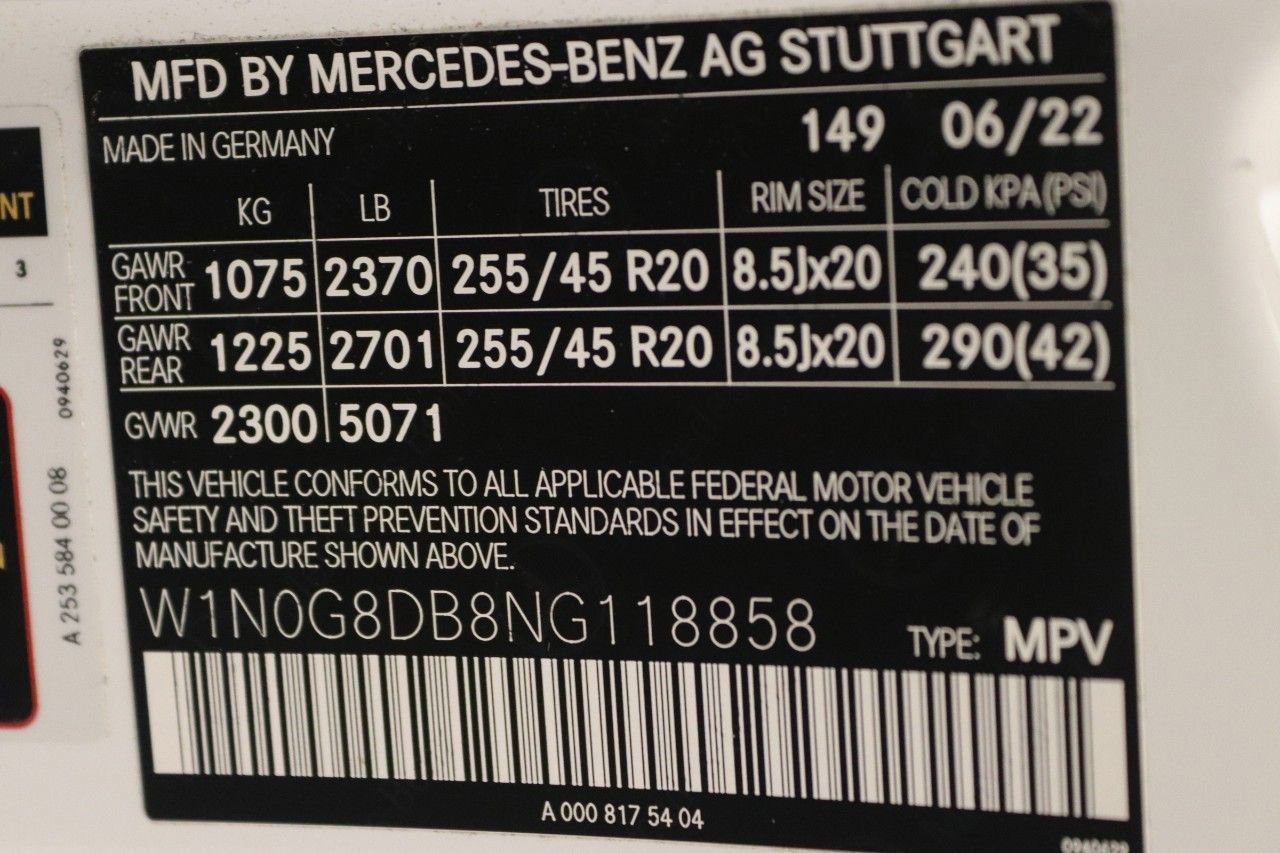 MFD BY MERCEDES-BENZ AG STUTTGART
MADE IN GERMANY 149 06/22
KG LB TIRES RIM SIZE COLD KPA (PSI)
GAWR FRONT 1075 2370 255/45 R20 8.5Jx20 240(35)
GAWR REAR 1225 2701 255/45 R20 8.5Jx20 290(42)
GVWR 2300 5071
THIS VEHICLE CONFORMS TO ALL APPLICABLE FEDERAL MOTOR VEHICLE
SAFETY AND THEFT PREVENTION STANDARDS IN EFFECT ON THE DATE OF
MANUFACTURE SHOWN ABOVE.
W1N0G8DB8NG118858 TYPE: MPV
A 000 817 54 04
0940629
NT
3
A 253 584 00 08 0940629